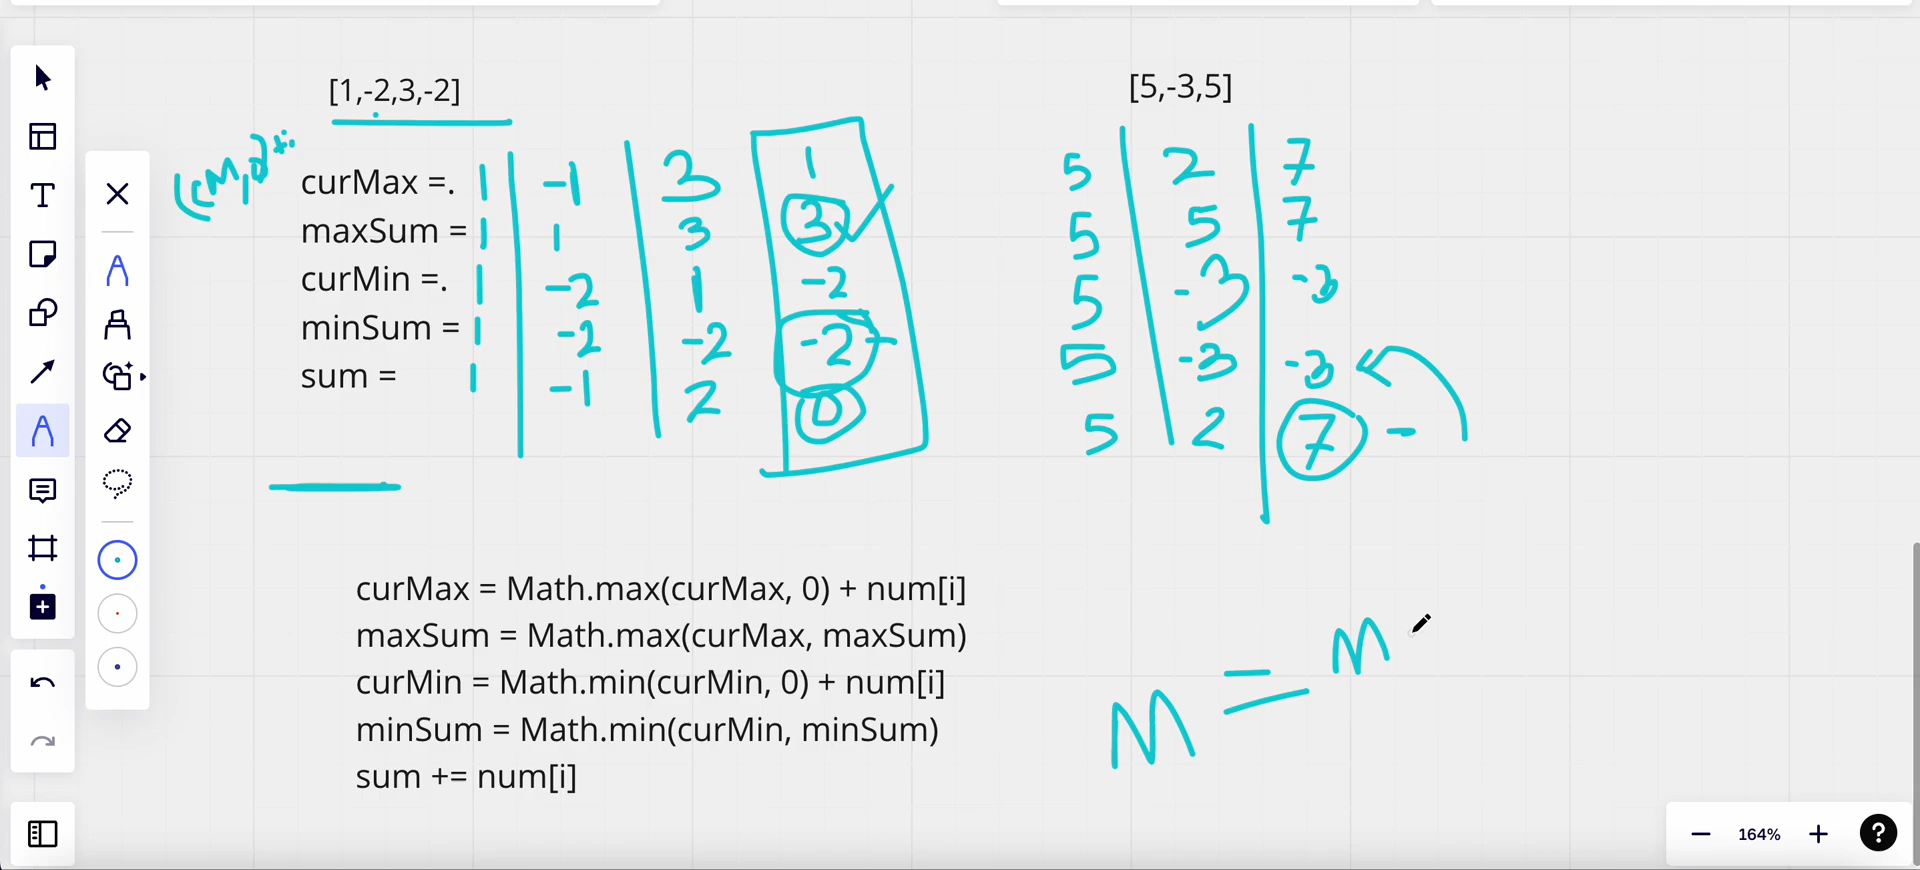 [1,-2,3,-2]
curMax =. 1 -1 3 1
maxSum = 1 1 3 3
curMin =. 1 -2 1 -2
minSum = 1 -2 -2 -2 -
sum = 1 -1 2 0
[5,-3,5]
5 2 7
5 5 7
5 -3 -3
5 -3 -3
5 2 7 -
curMax = Math.max(curMax, 0) + num[i]
maxSum = Math.max(curMax, maxSum)
curMin = Math.min(curMin, 0) + num[i]
minSum = Math.min(curMin, minSum)
sum += num[i]
M = M
164%